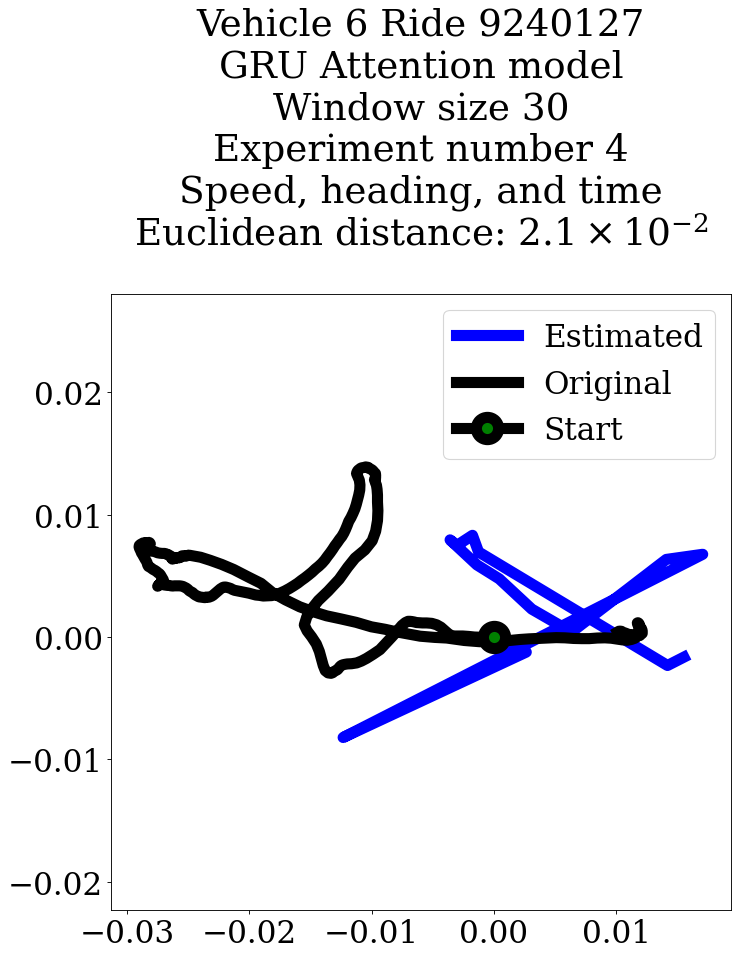 Vehicle 6 Ride 9240127
GRU Attention model
Window size 30
Experiment number 4
Speed, heading, and time
Euclidean distance: 2.1 × 10⁻²
Estimated
Original
Start
0.02
0.01
0.00
−0.01
−0.02
−0.03 −0.02 −0.01 0.00 0.01